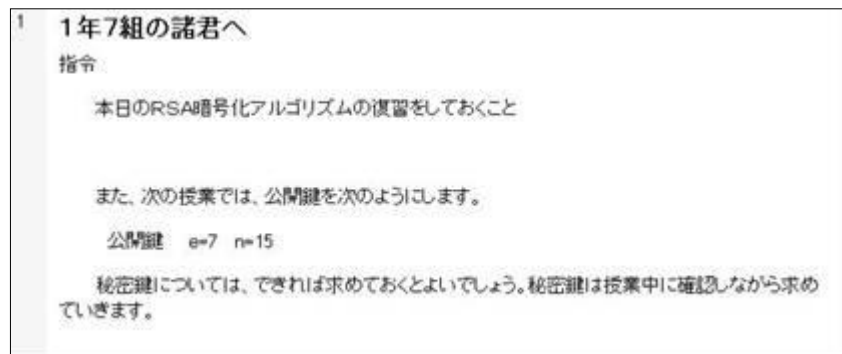 1
1年7組の諸君へ
指令
本日のRSA暗号化アルゴリズムの復習をしておくこと
また、次の授業では、公開鍵を次のようにします。
公開鍵 e=7 n=15
秘密鍵については、できれば求めておくとよいでしょう。秘密鍵は授業中に確認しながら求め
ていきます。